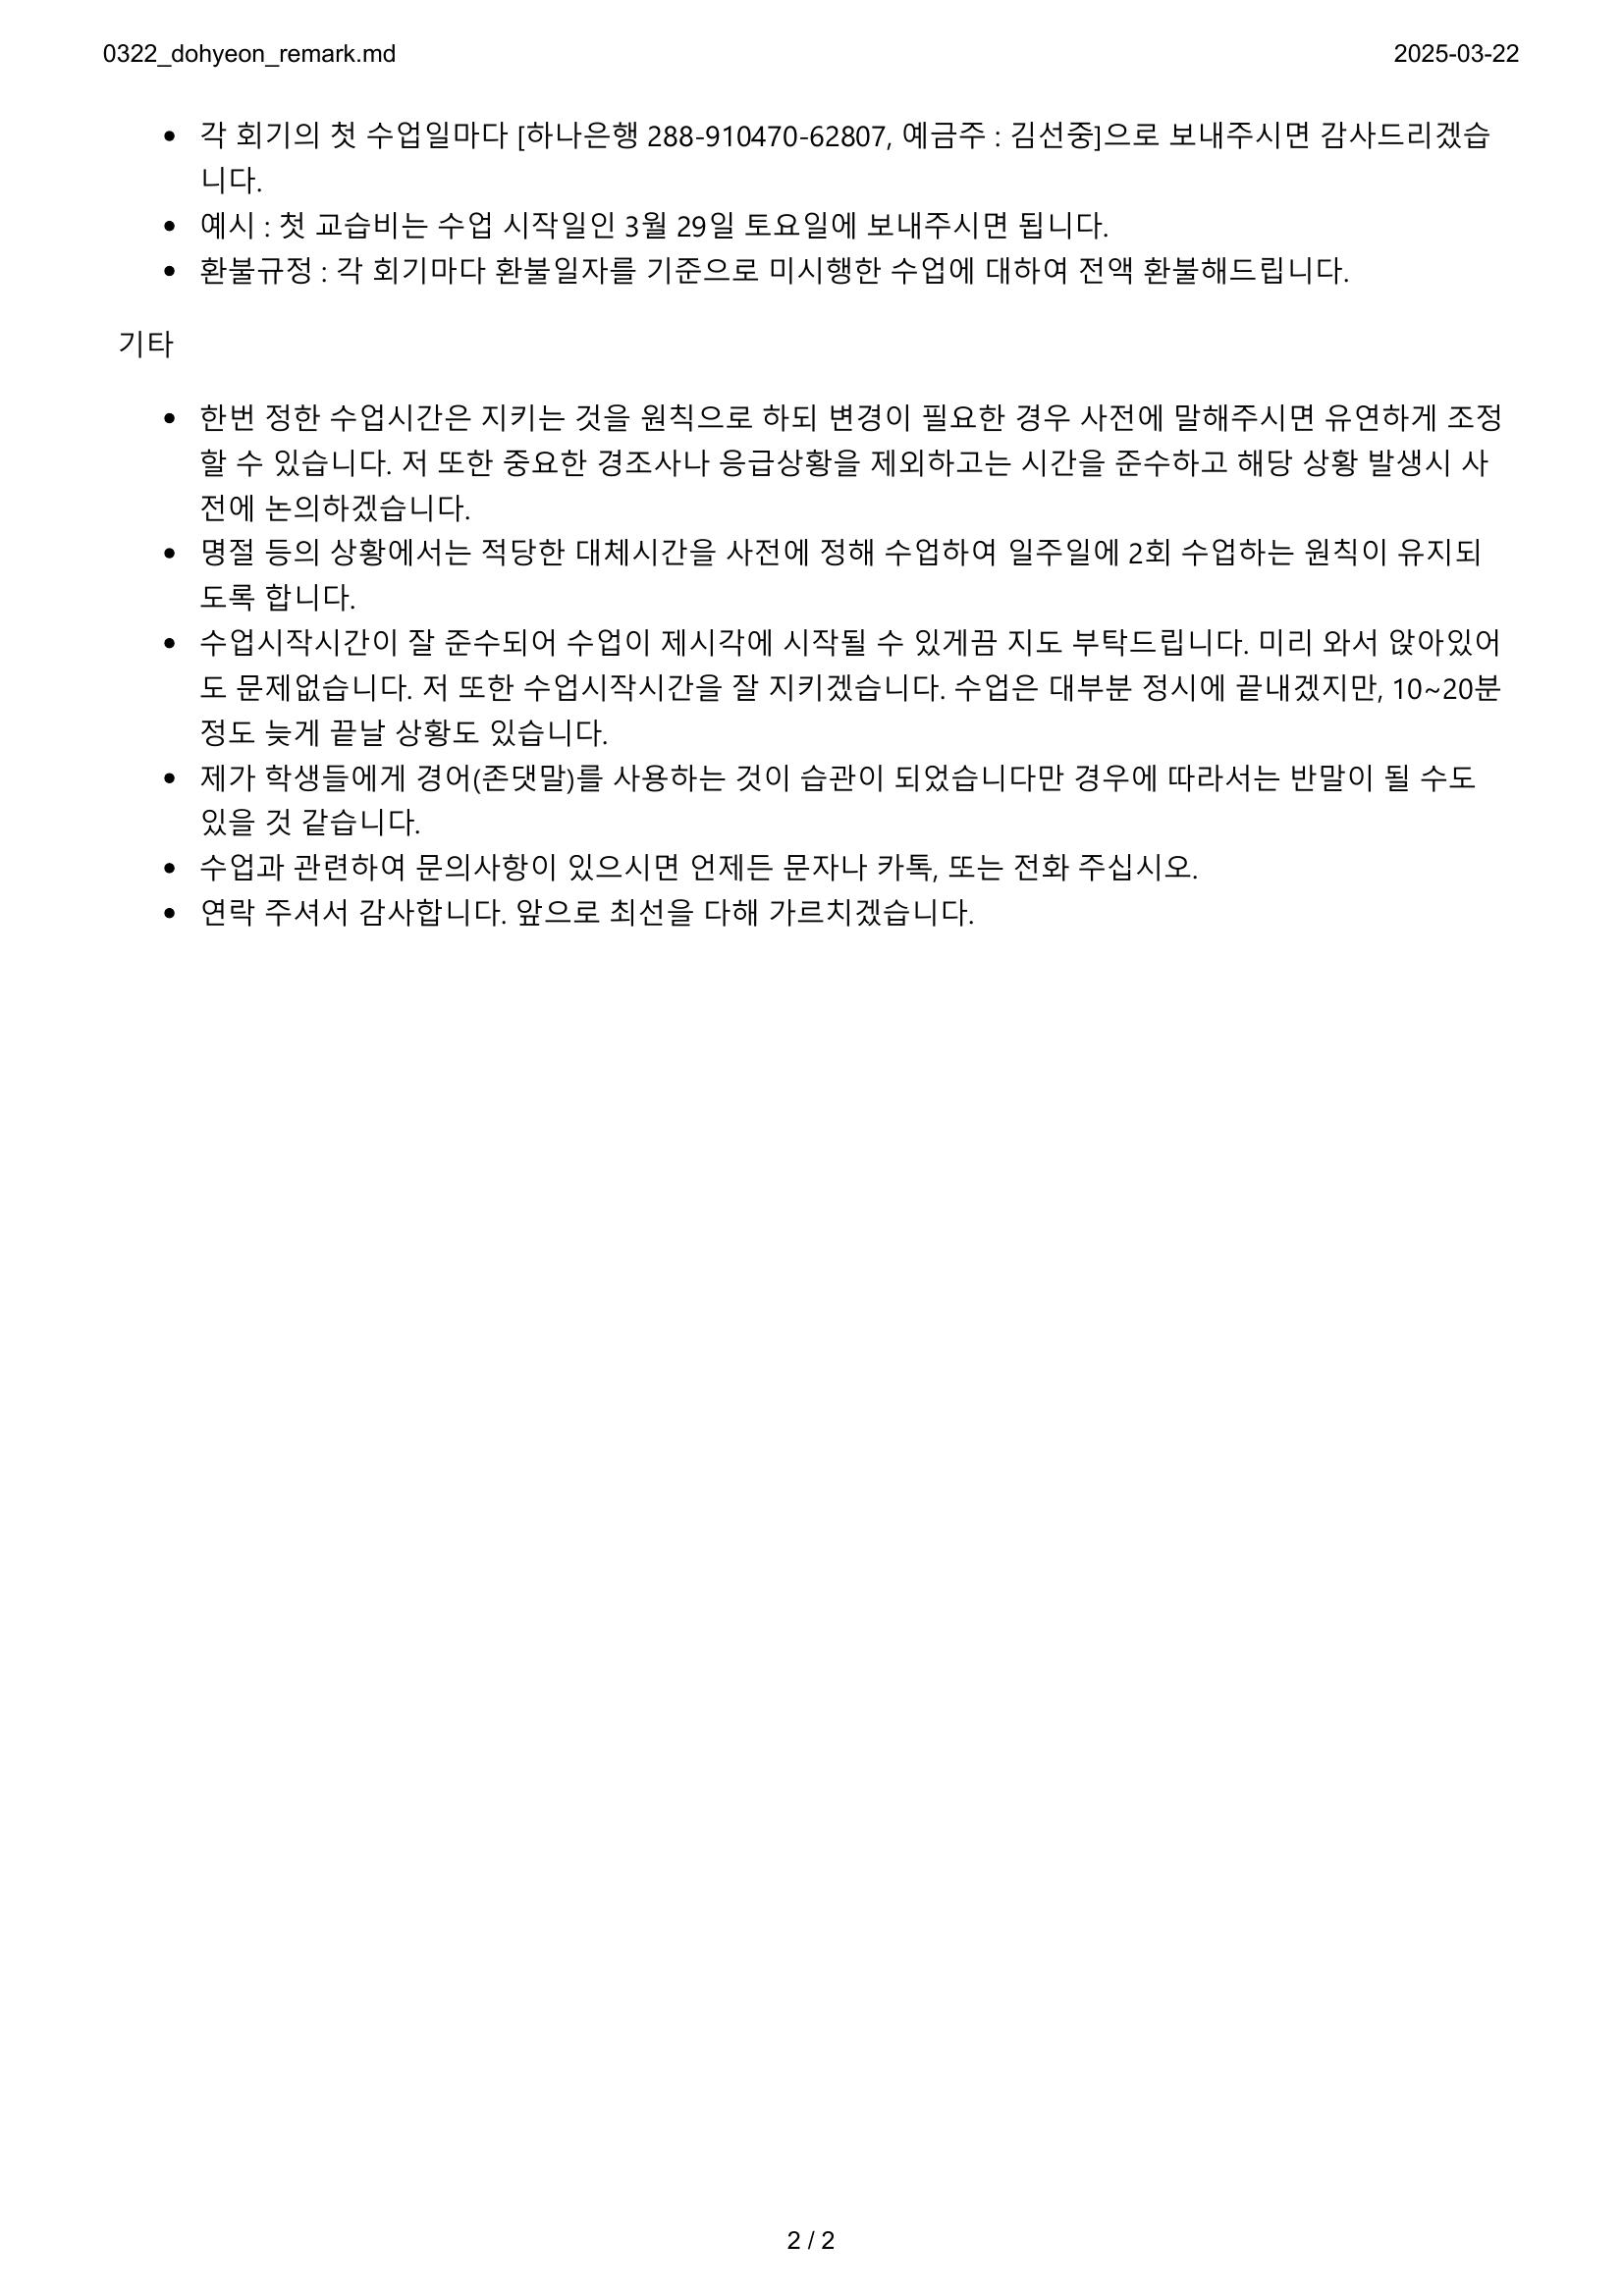 0322_dohyeon_remark.md 2025-03-22
• 각 회기의 첫 수업일마다 [하나은행 288-910470-62807, 예금주 : 김선중]으로 보내주시면 감사드리겠습
니다.
• 예시 : 첫 교습비는 수업 시작일인 3월 29일 토요일에 보내주시면 됩니다.
• 환불규정 : 각 회기마다 환불일자를 기준으로 미시행한 수업에 대하여 전액 환불해드립니다.
기타
• 한번 정한 수업시간은 지키는 것을 원칙으로 하되 변경이 필요한 경우 사전에 말해주시면 유연하게 조정
할 수 있습니다. 저 또한 중요한 경조사나 응급상황을 제외하고는 시간을 준수하고 해당 상황 발생시 사
전에 논의하겠습니다.
• 명절 등의 상황에서는 적당한 대체시간을 사전에 정해 수업하여 일주일에 2회 수업하는 원칙이 유지되
도록 합니다.
• 수업시작시간이 잘 준수되어 수업이 제시각에 시작될 수 있게끔 지도 부탁드립니다. 미리 와서 앉아있어
도 문제없습니다. 저 또한 수업시작시간을 잘 지키겠습니다. 수업은 대부분 정시에 끝내겠지만, 10~20분
정도 늦게 끝날 상황도 있습니다.
• 제가 학생들에게 경어(존댓말)를 사용하는 것이 습관이 되었습니다만 경우에 따라서는 반말이 될 수도
있을 것 같습니다.
• 수업과 관련하여 문의사항이 있으시면 언제든 문자나 카톡, 또는 전화 주십시오.
• 연락 주셔서 감사합니다. 앞으로 최선을 다해 가르치겠습니다.
2 / 2